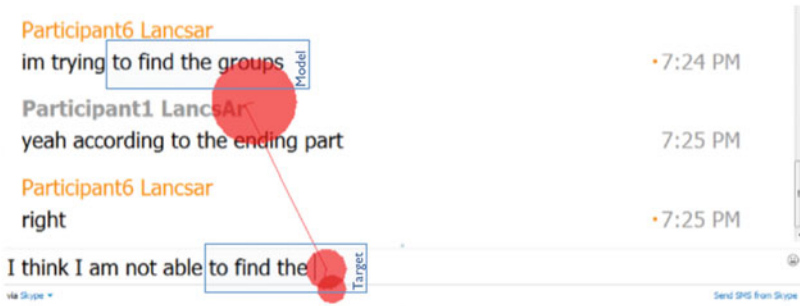 Participant6 Lancsar
im trying to find the groups
Model
7:24 PM
Participant1 LancsAr
yeah according to the ending part
7:25 PM
Participant6 Lancsar
right
7:25 PM
I think I am not able to find the
Target
via Skype
Send SMS from Skype